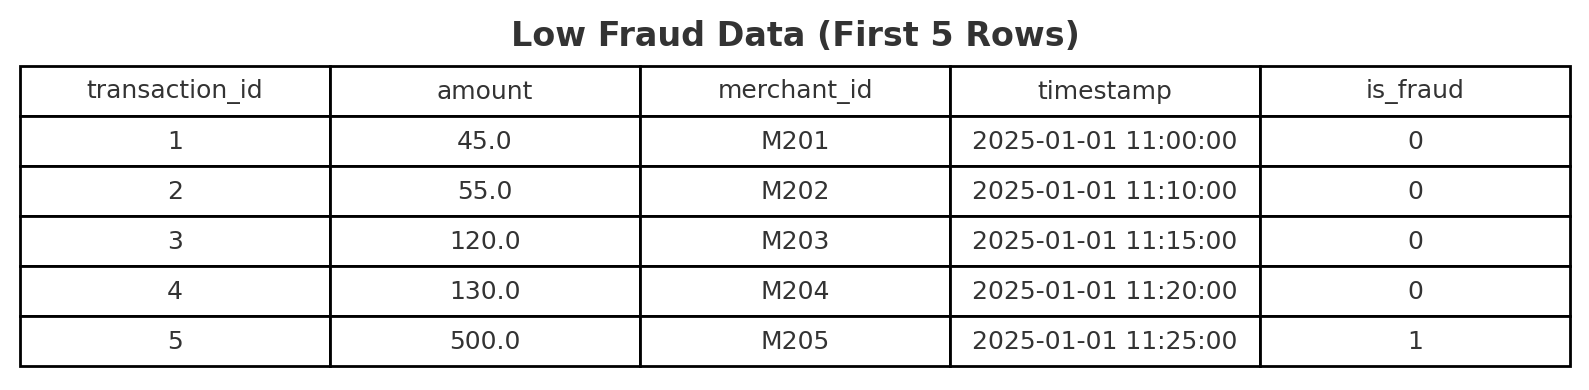 Low Fraud Data (First 5 Rows)
transaction_id amount merchant_id timestamp is_fraud
1 45.0 M201 2025-01-01 11:00:00 0
2 55.0 M202 2025-01-01 11:10:00 0
3 120.0 M203 2025-01-01 11:15:00 0
4 130.0 M204 2025-01-01 11:20:00 0
5 500.0 M205 2025-01-01 11:25:00 1